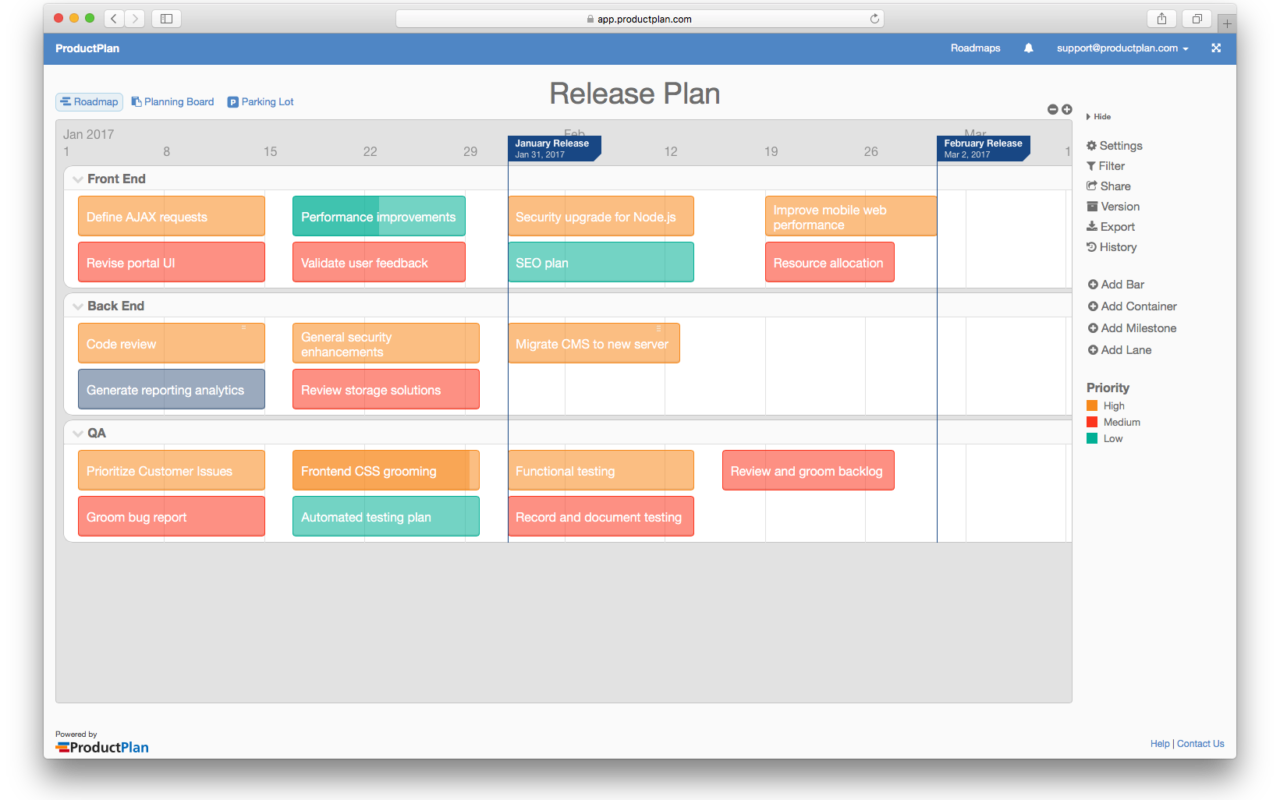 app.productplan.com
ProductPlan
Roadmaps
support@productplan.com
Roadmap
Planning Board
P Parking Lot
Release Plan
Hide
Jan 2017
Feb
Mar
1 8 15 22 29 12 19 26 1
January Release
Jan 31, 2017
February Release
Mar 2, 2017
Front End
Define AJAX requests
Performance improvements
Security upgrade for Node.js
Improve mobile web
performance
Revise portal UI
Validate user feedback
SEO plan
Resource allocation
Back End
Code review
General security
enhancements
Migrate CMS to new server
Generate reporting analytics
Review storage solutions
QA
Prioritize Customer Issues
Frontend CSS grooming
Functional testing
Review and groom backlog
Groom bug report
Automated testing plan
Record and document testing
Settings
Filter
Share
Version
Export
History
Add Bar
Add Container
Add Milestone
Add Lane
Priority
High
Medium
Low
Powered by
ProductPlan
Help | Contact Us